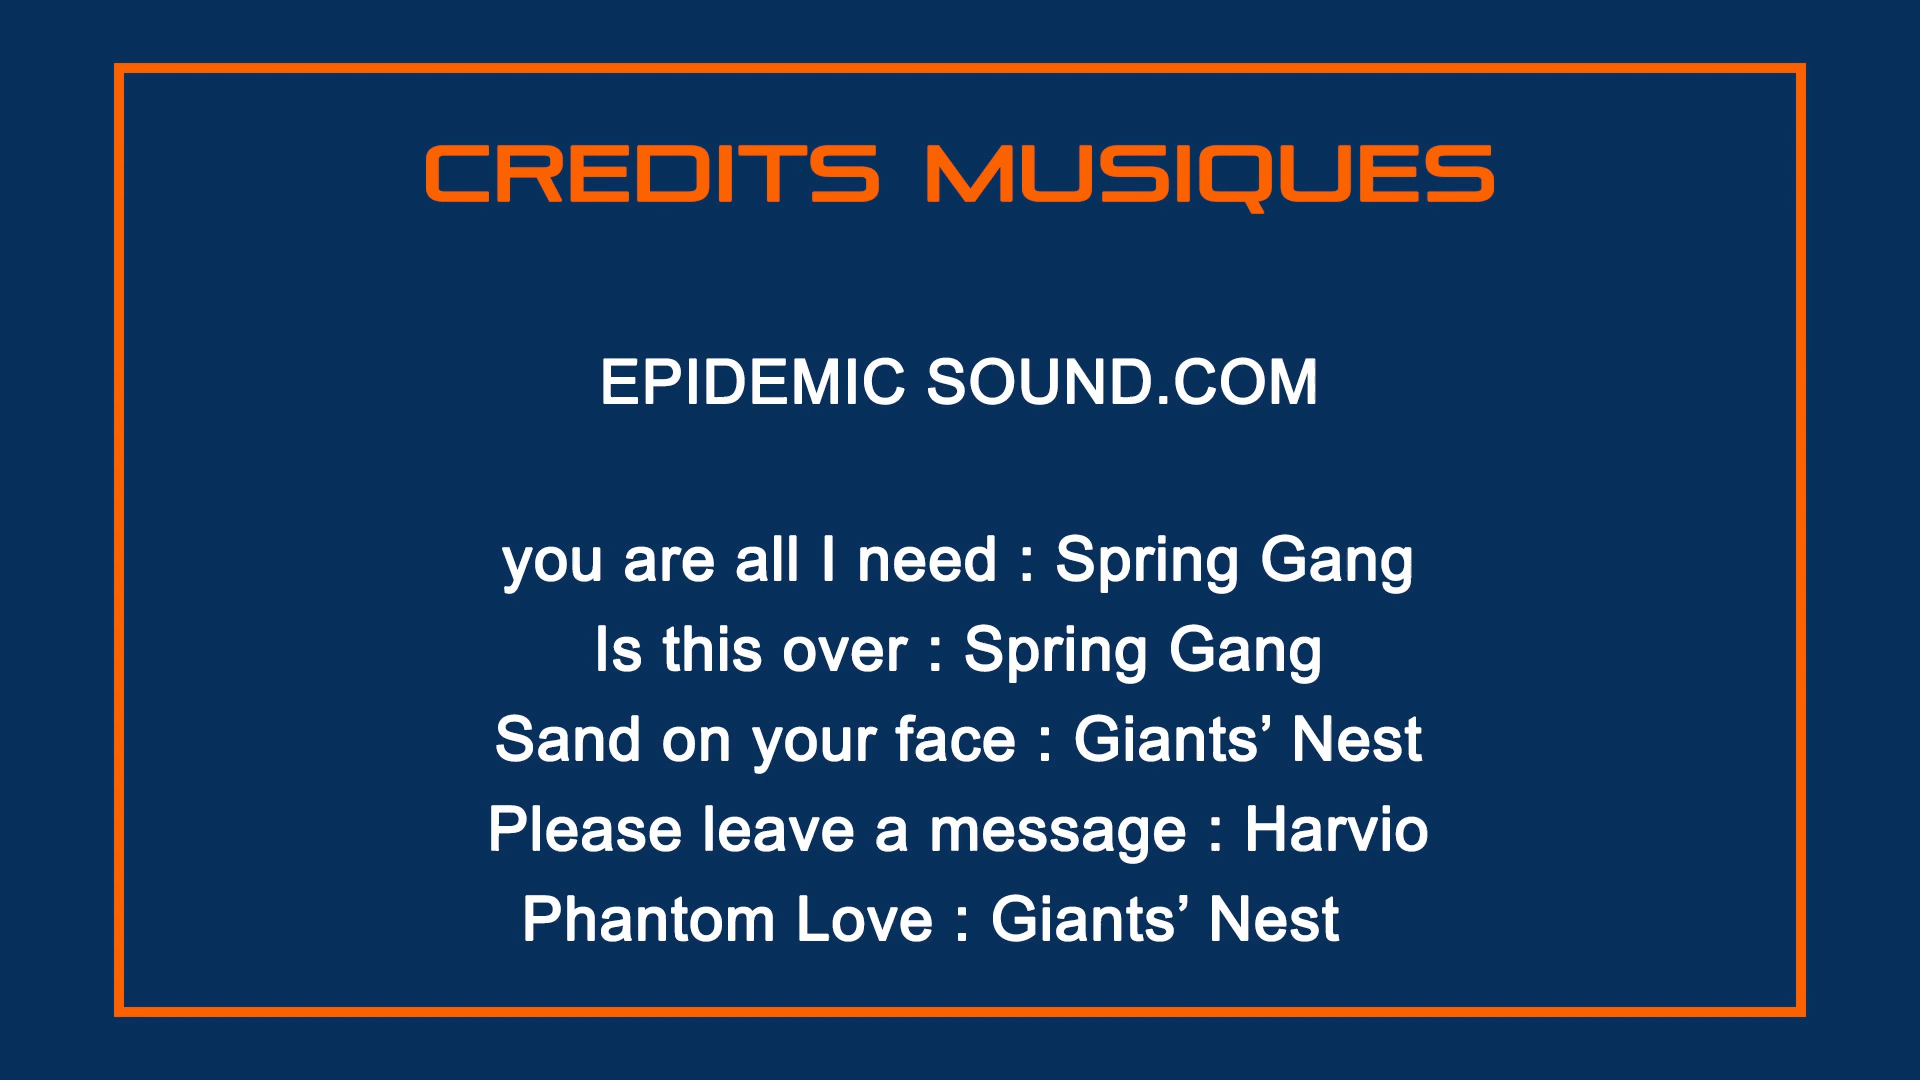 CREDITS MUSIQUES
EPIDEMIC SOUND.COM
you are all I need : Spring Gang
Is this over : Spring Gang
Sand on your face : Giants’ Nest
Please leave a message : Harvio
Phantom Love : Giants’ Nest